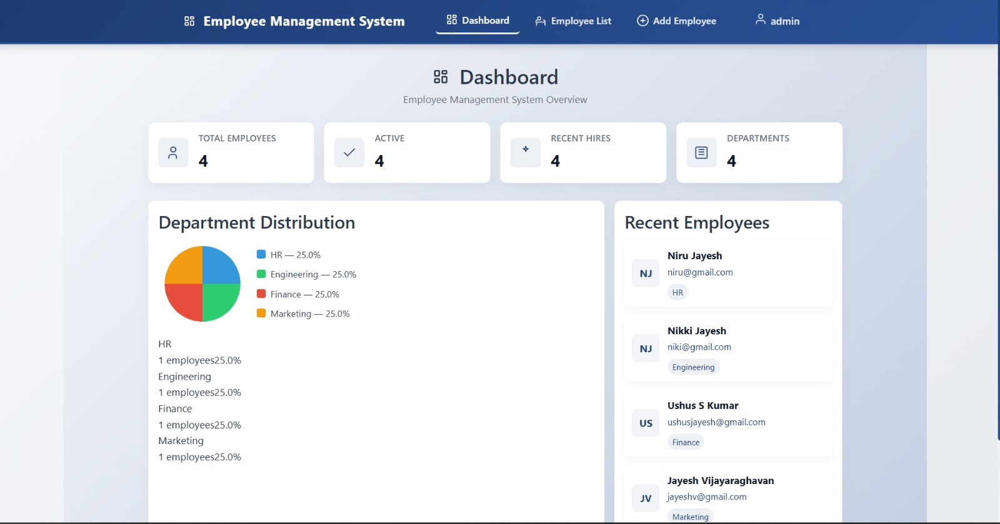 Employee Management System
Dashboard
Employee List
Add Employee
admin
Dashboard
Employee Management System Overview
TOTAL EMPLOYEES
4
ACTIVE
4
RECENT HIRES
4
DEPARTMENTS
4
Department Distribution
HR — 25.0%
Engineering — 25.0%
Finance — 25.0%
Marketing — 25.0%
HR
1 employees25.0%
Engineering
1 employees25.0%
Finance
1 employees25.0%
Marketing
1 employees25.0%
Recent Employees
NJ
Niru Jayesh
niru@gmail.com
HR
NJ
Nikki Jayesh
niki@gmail.com
Engineering
US
Ushus S Kumar
ushusjayesh@gmail.com
Finance
JV
Jayesh Vijayaraghavan
jayeshv@gmail.com
Marketing